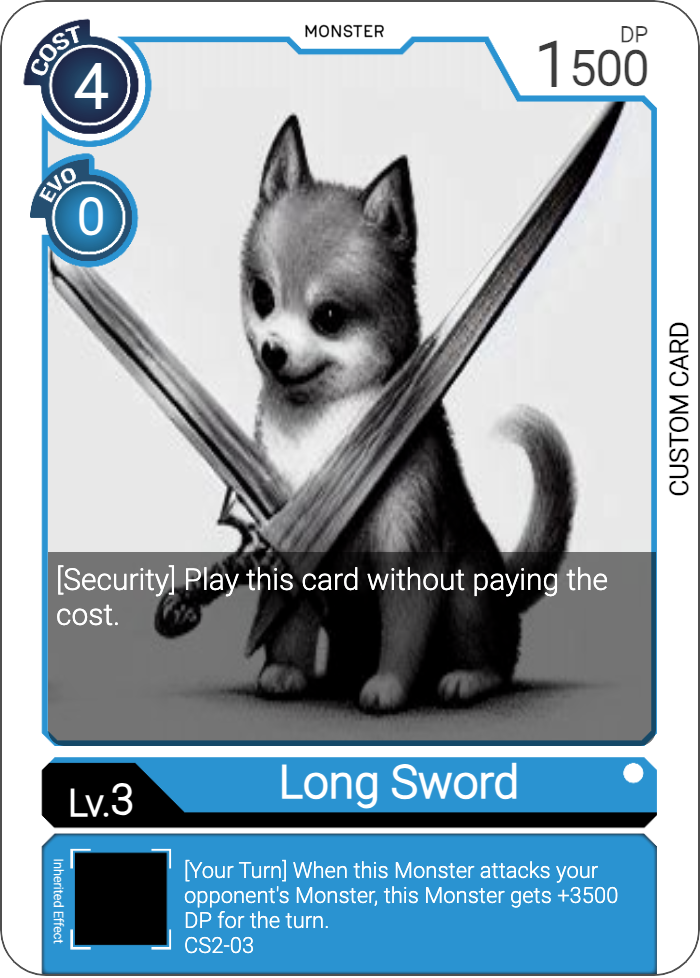 MONSTER
COST
4
DP
1500
EVO
0
CUSTOM CARD
[Security] Play this card without paying the
cost.
Lv.3
Long Sword
Inherited Effect
[Your Turn] When this Monster attacks your
opponent's Monster, this Monster gets +3500
DP for the turn.
CS2-03